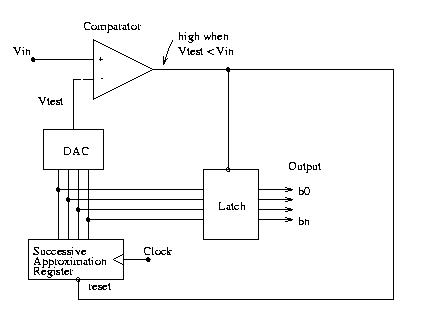 Comparator
high when
Vtest < Vin
Vin
+
-
Vtest
DAC
Output
b0
Latch
bn
Successive
Approximation
Register
Clock
reset